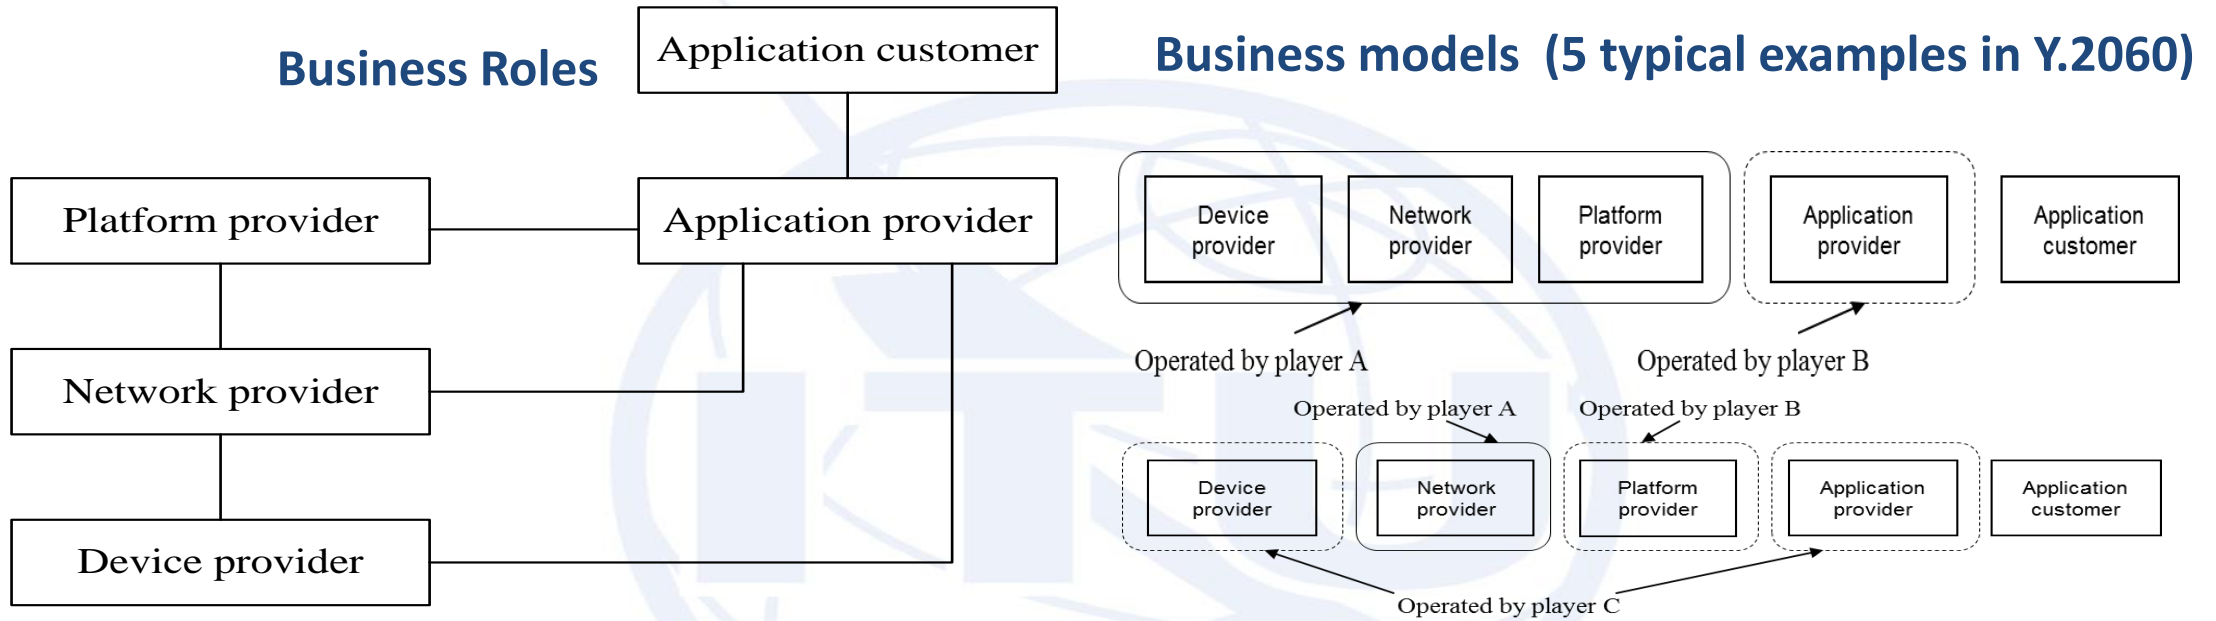 Business Roles
Application customer
Platform provider
Application provider
Network provider
Device provider
Business models (5 typical examples in Y.2060)
Device
provider
Network
provider
Platform
provider
Application
provider
Application
customer
Operated by player A
Operated by player B
Operated by player A
Operated by player B
Device
provider
Network
provider
Platform
provider
Application
provider
Application
customer
Operated by player C
ITU